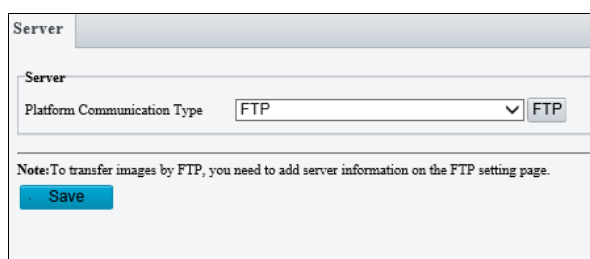 Server
Server
Platform Communication Type FTP FTP
Note:To transfer images by FTP, you need to add server information on the FTP setting page.
Save